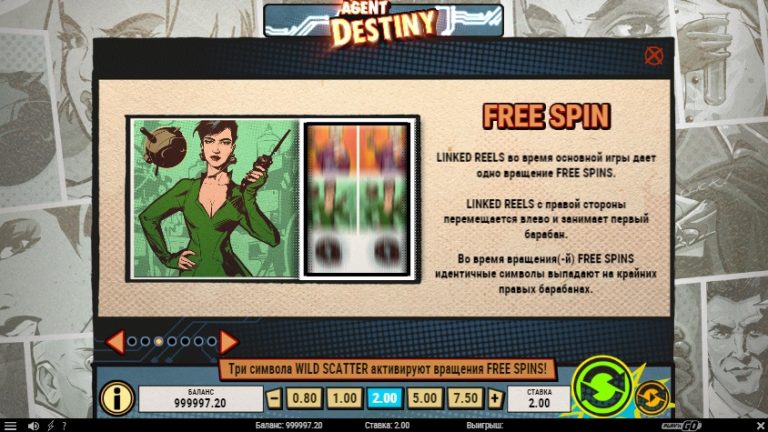 AGENT
DESTINY
FREE SPIN
LINKED REELS во время основной игры дает
одно вращение FREE SPINS.
LINKED REELS с правой стороны
перемещается влево и занимает первый
барабан.
Во время вращения(-й) FREE SPINS
идентичные символы выпадают на крайних
правых барабанах.
Три символа WILD SCATTER активируют вращения FREE SPINS!
БАЛАНС
999997.20
0.80 1.00 2.00 5.00 7.50
СТАВКА
2.00
Баланс: 999997.20 Ставка: 2.00 Выигрыш:
PLAY'N GO